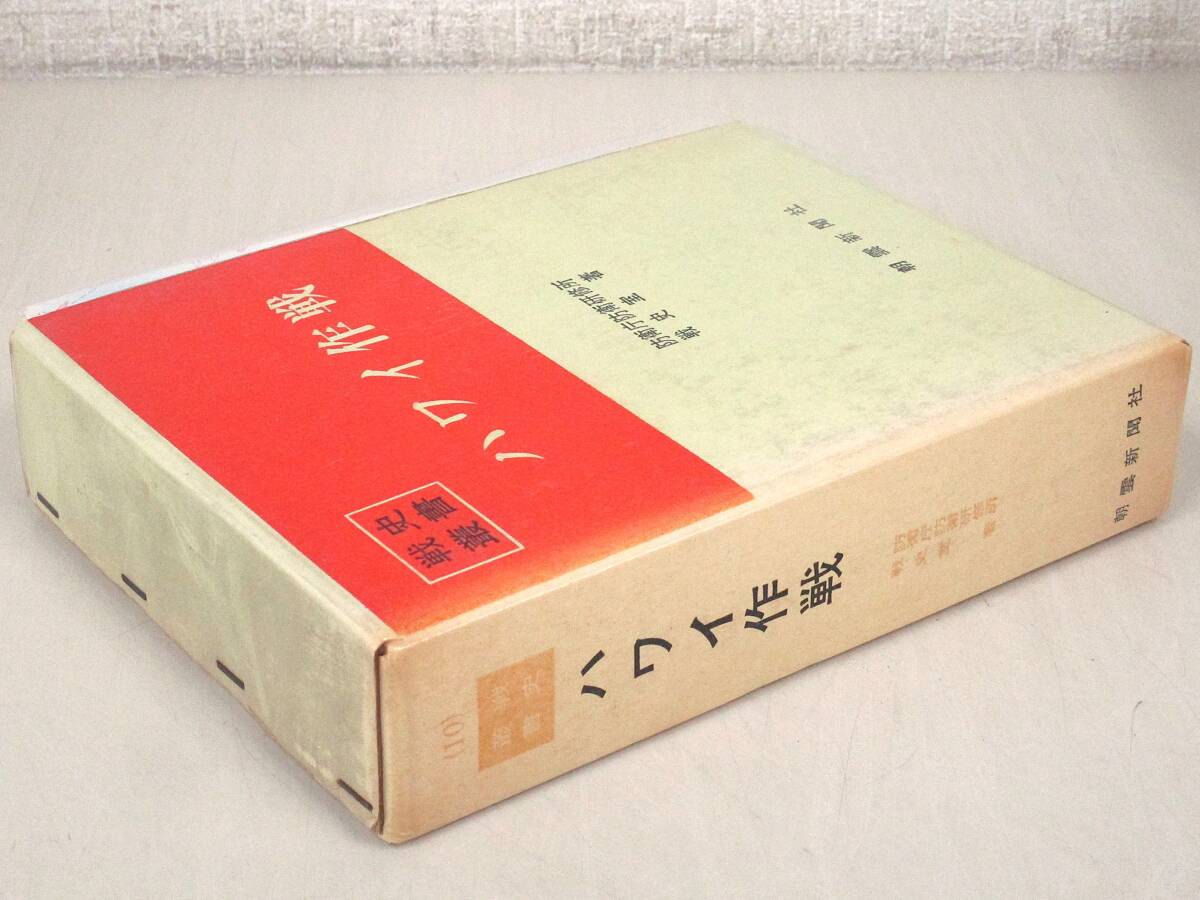 戦史
叢書
ハワイ作戦
防衛庁防衛研修所
戦史室 著
朝雲新聞社
(10)
戦史
叢書
ハワイ作戦
防衛庁防衛研修所
戦史室 著
朝雲新聞社